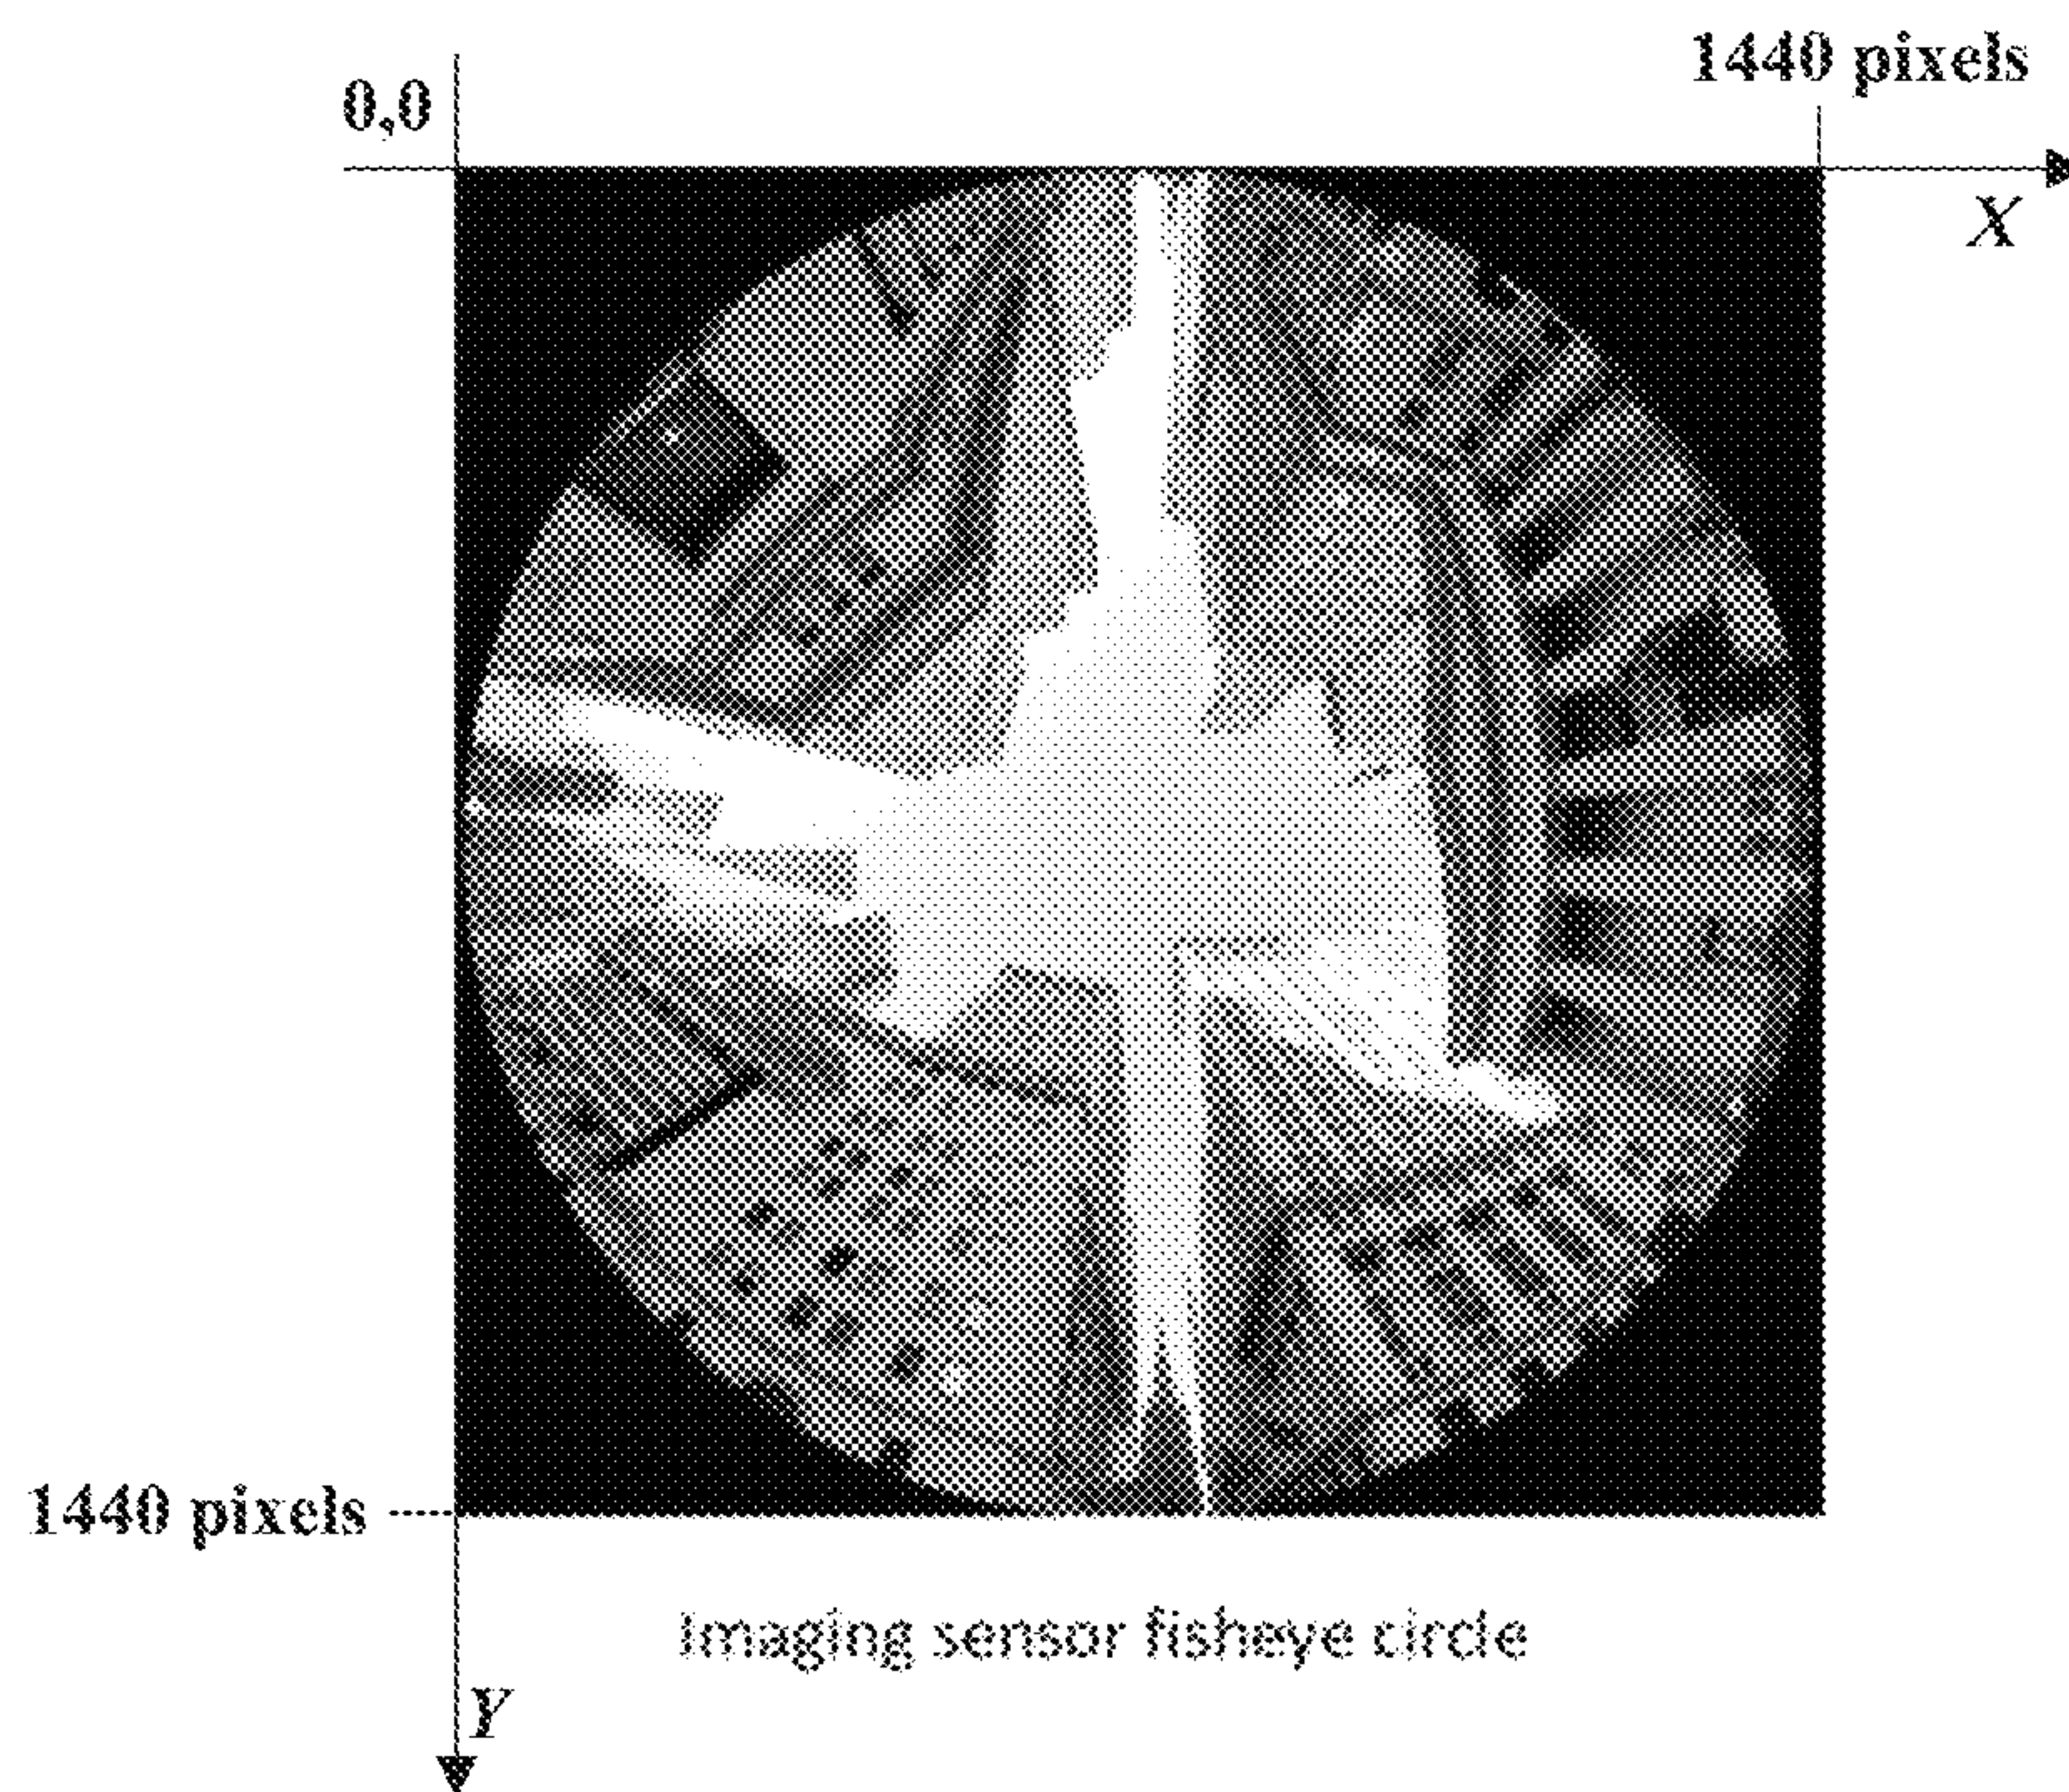 1440 pixels
0,0
X
1440 pixels
Imaging sensor fisheye circle
Y